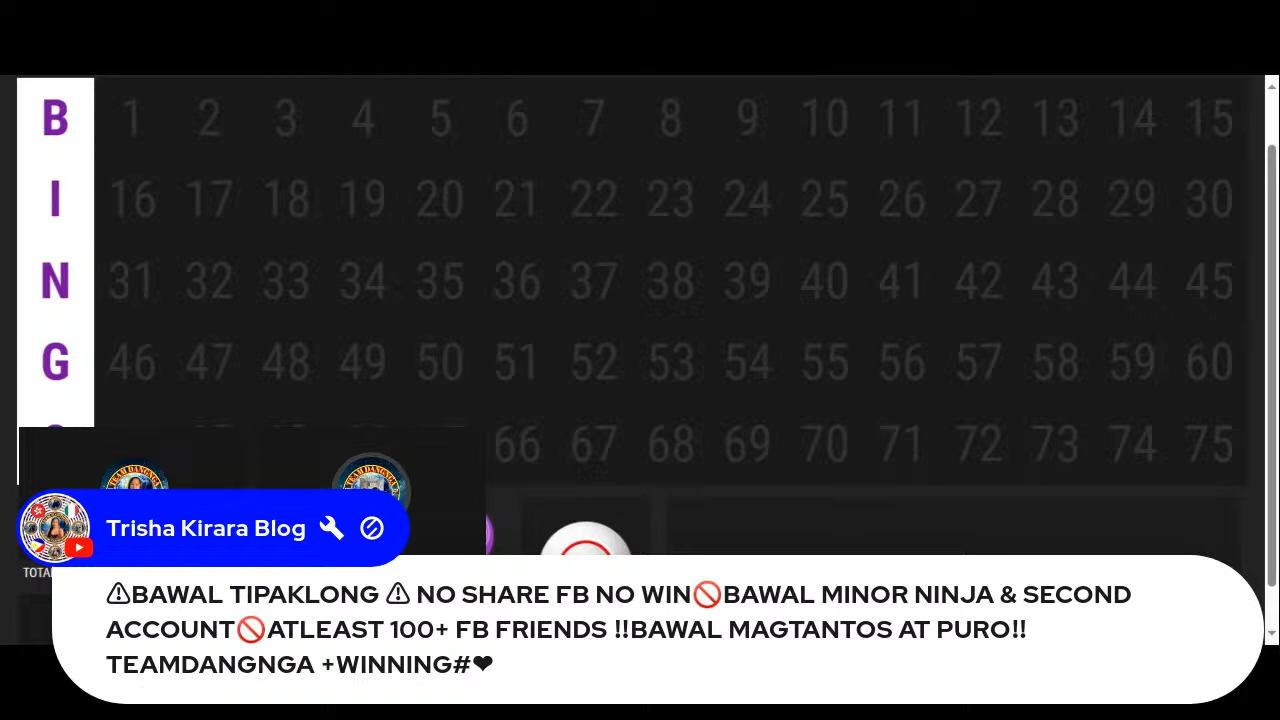 B 1 2 3 4 5 6 7 8 9 10 11 12 13 14 15
I 16 17 18 19 20 21 22 23 24 25 26 27 28 29 30
N 31 32 33 34 35 36 37 38 39 40 41 42 43 44 45
G 46 47 48 49 50 51 52 53 54 55 56 57 58 59 60
66 67 68 69 70 71 72 73 74 75
TEAM DANGNGA TEAM DANGNGA
Trisha Kirara Blog
⚠BAWAL TIPAKLONG ⚠ NO SHARE FB NO WIN🚫BAWAL MINOR NINJA & SECOND
ACCOUNT🚫ATLEAST 100+ FB FRIENDS ‼BAWAL MAGTANTOS AT PURO‼
TEAMDANGNGA +WINNING#❤